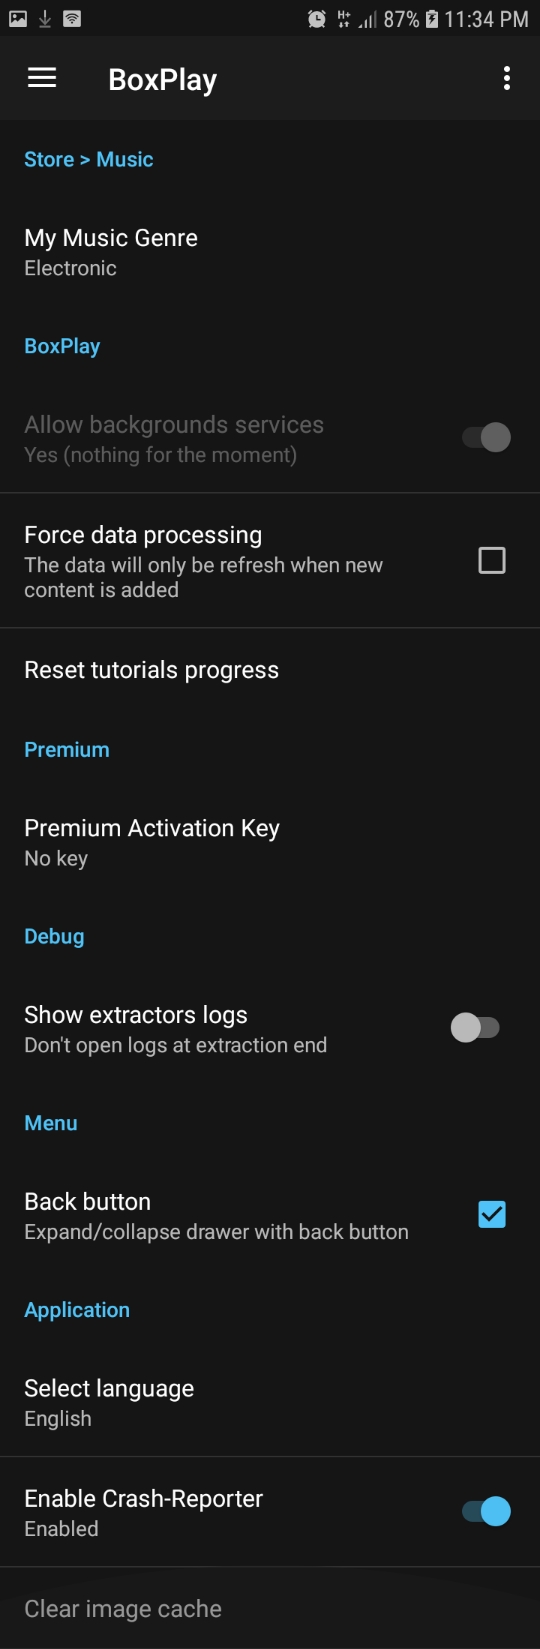 H+ 87% 11:34 PM
BoxPlay
Store > Music
My Music Genre
Electronic
BoxPlay
Allow backgrounds services
Yes (nothing for the moment)
Force data processing
The data will only be refresh when new
content is added
Reset tutorials progress
Premium
Premium Activation Key
No key
Debug
Show extractors logs
Don't open logs at extraction end
Menu
Back button
Expand/collapse drawer with back button
Application
Select language
English
Enable Crash-Reporter
Enabled
Clear image cache